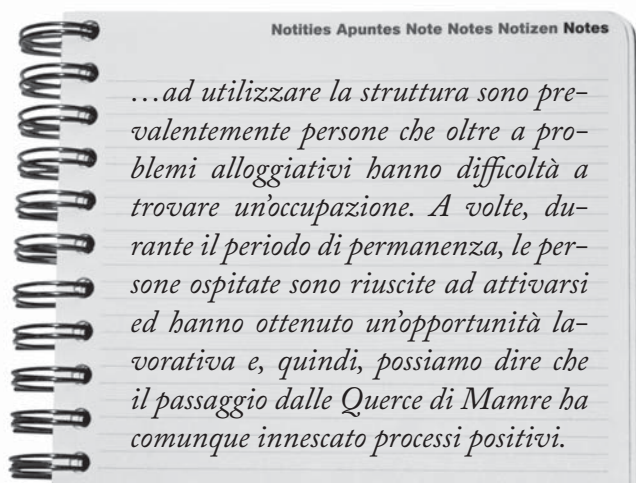 Notities Apuntes Note Notes Notizen Notes
…ad utilizzare la struttura sono pre-
valentemente persone che oltre a pro-
blemi alloggiativi hanno difficoltà a
trovare un'occupazione. A volte, du-
rante il periodo di permanenza, le per-
sone ospitate sono riuscite ad attivarsi
ed hanno ottenuto un'opportunità la-
vorativa e, quindi, possiamo dire che
il passaggio dalle Querce di Mamre ha
comunque innescato processi positivi.